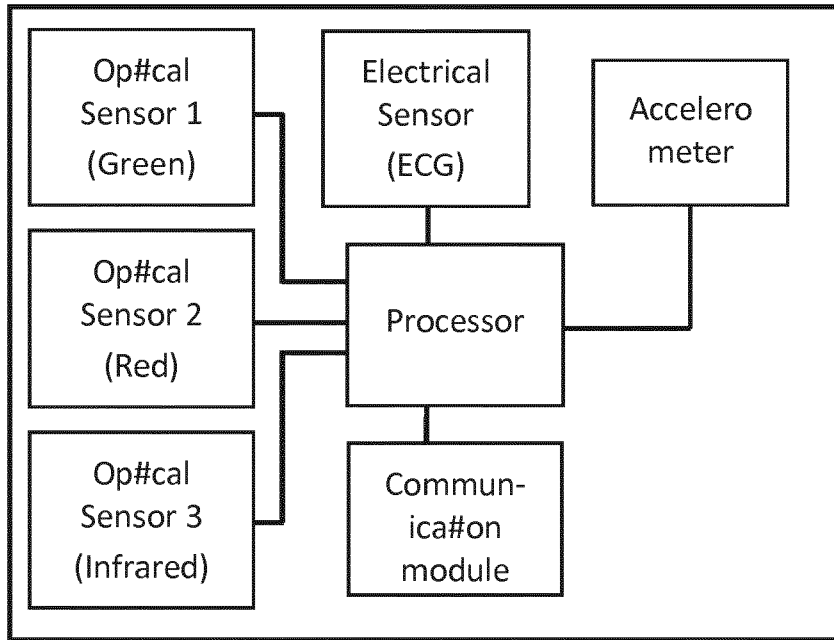 Op#cal
Sensor 1
(Green)
Electrical
Sensor
(ECG)
Accelero
meter
Op#cal
Sensor 2
(Red)
Processor
Op#cal
Sensor 3
(Infrared)
Commun-
ica#on
module